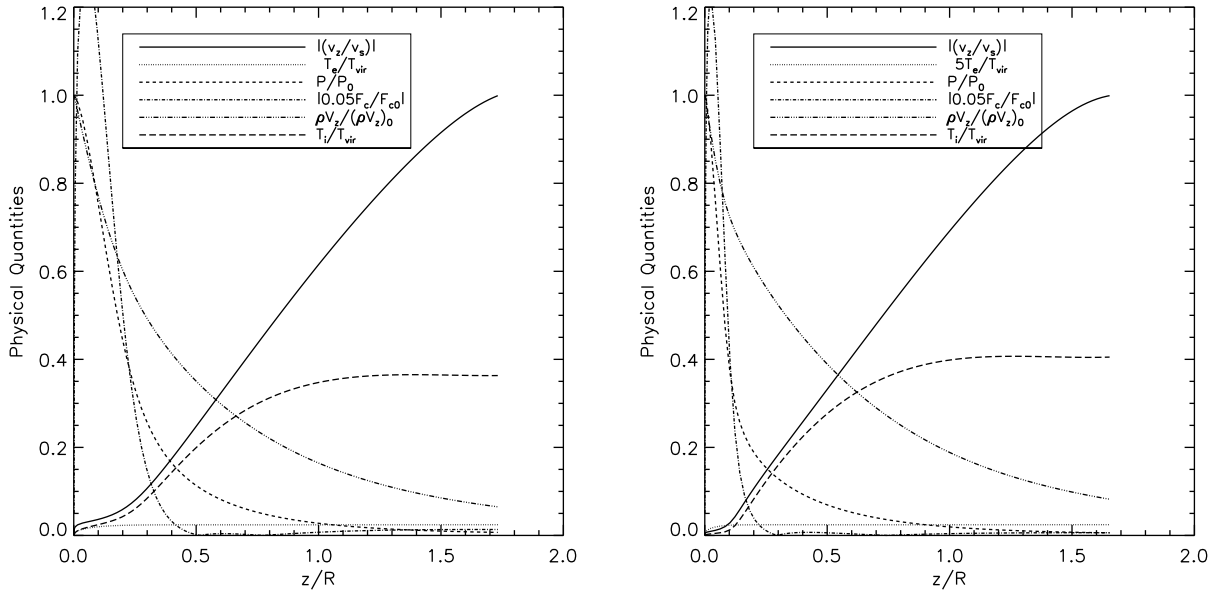 1.2
1.0
0.8
0.6
0.4
0.2
0.0
Physical Quantities
|(v_z/v_s)|
T_e/T_vir
P/P_0
|0.05F_c/F_c0|
ρV_z/(ρV_z)_0
T_i/T_vir
0.0 0.5 1.0 1.5 2.0
z/R
1.2
1.0
0.8
0.6
0.4
0.2
0.0
Physical Quantities
|(v_z/v_s)|
5T_e/T_vir
P/P_0
|0.05F_c/F_c0|
ρV_z/(ρV_z)_0
T_i/T_vir
0.0 0.5 1.0 1.5 2.0
z/R